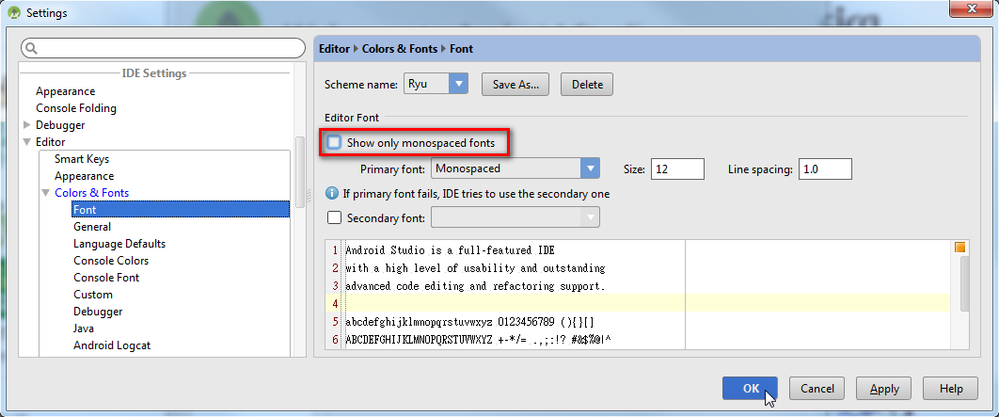 Settings
IDE Settings
Appearance
Console Folding
Debugger
Editor
Smart Keys
Appearance
Colors & Fonts
Font
General
Language Defaults
Console Colors
Console Font
Custom
Debugger
Java
Android Logcat
Editor Colors & Fonts Font
Scheme name: Ryu Save As... Delete
Editor Font
Show only monospaced fonts
Primary font: Monospaced Size: 12 Line spacing: 1.0
If primary font fails, IDE tries to use the secondary one
Secondary font:
1 Android Studio is a full-featured IDE
2 with a high level of usability and outstanding
3 advanced code editing and refactoring support.
4
5 abcdefghijklmnopqrstuvwxyz 0123456789 (){}[]
6 ABCDEFGHIJKLMNOPQRSTUVWXYZ +-*/= .,;:!? #&$%@|^
OK Cancel Apply Help